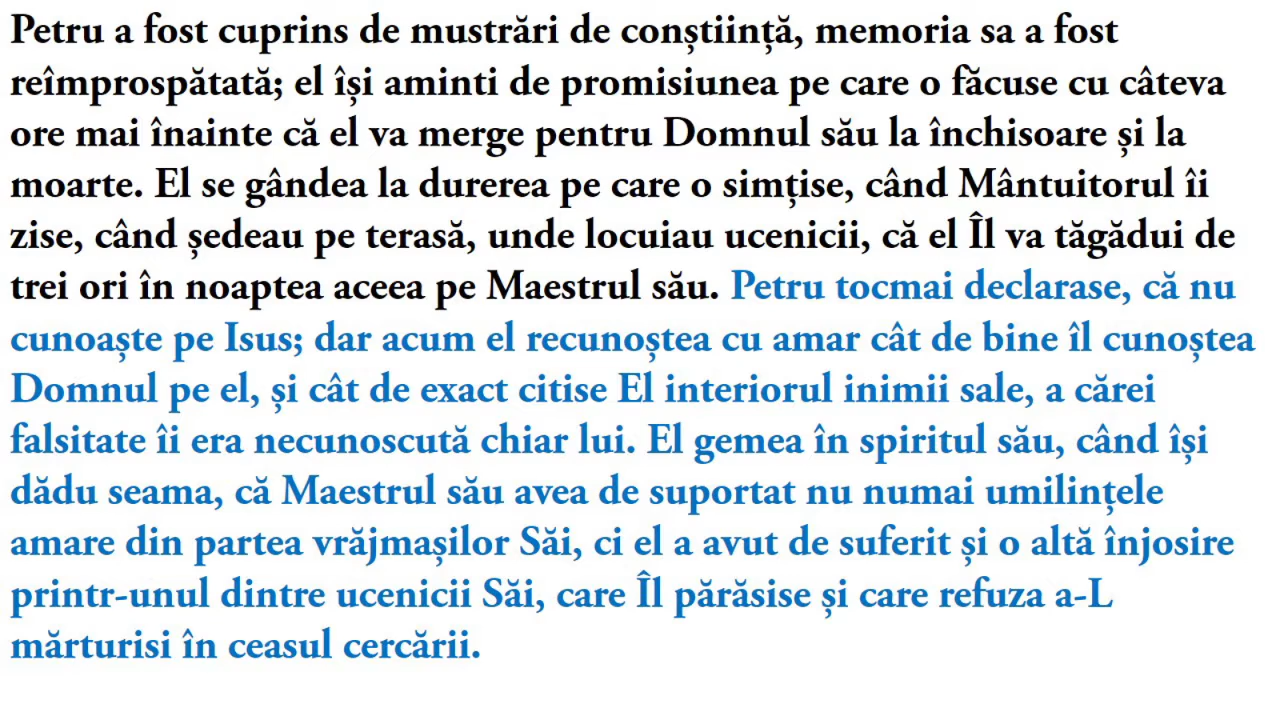 Petru a fost cuprins de mustrări de conștiință, memoria sa a fost
reîmprospătată; el își aminti de promisiunea pe care o făcuse cu câteva
ore mai înainte că el va merge pentru Domnul său la închisoare și la
moarte. El se gândea la durerea pe care o simțise, când Mântuitorul îi
zise, când ședeau pe terasă, unde locuiau ucenicii, că el Îl va tăgădui de
trei ori în noaptea aceea pe Maestrul său. Petru tocmai declarase, că nu
cunoaște pe Isus; dar acum el recunoștea cu amar cât de bine îl cunoștea
Domnul pe el, și cât de exact citise El interiorul inimii sale, a cărei
falsitate îi era necunoscută chiar lui. El gemea în spiritul său, când își
dădu seama, că Maestrul său avea de suportat nu numai umilințele
amare din partea vrăjmașilor Săi, ci el a avut de suferit și o altă înjosire
printr-unul dintre ucenicii Săi, care Îl părăsise și care refuza a-L
mărturisi în ceasul cercării.